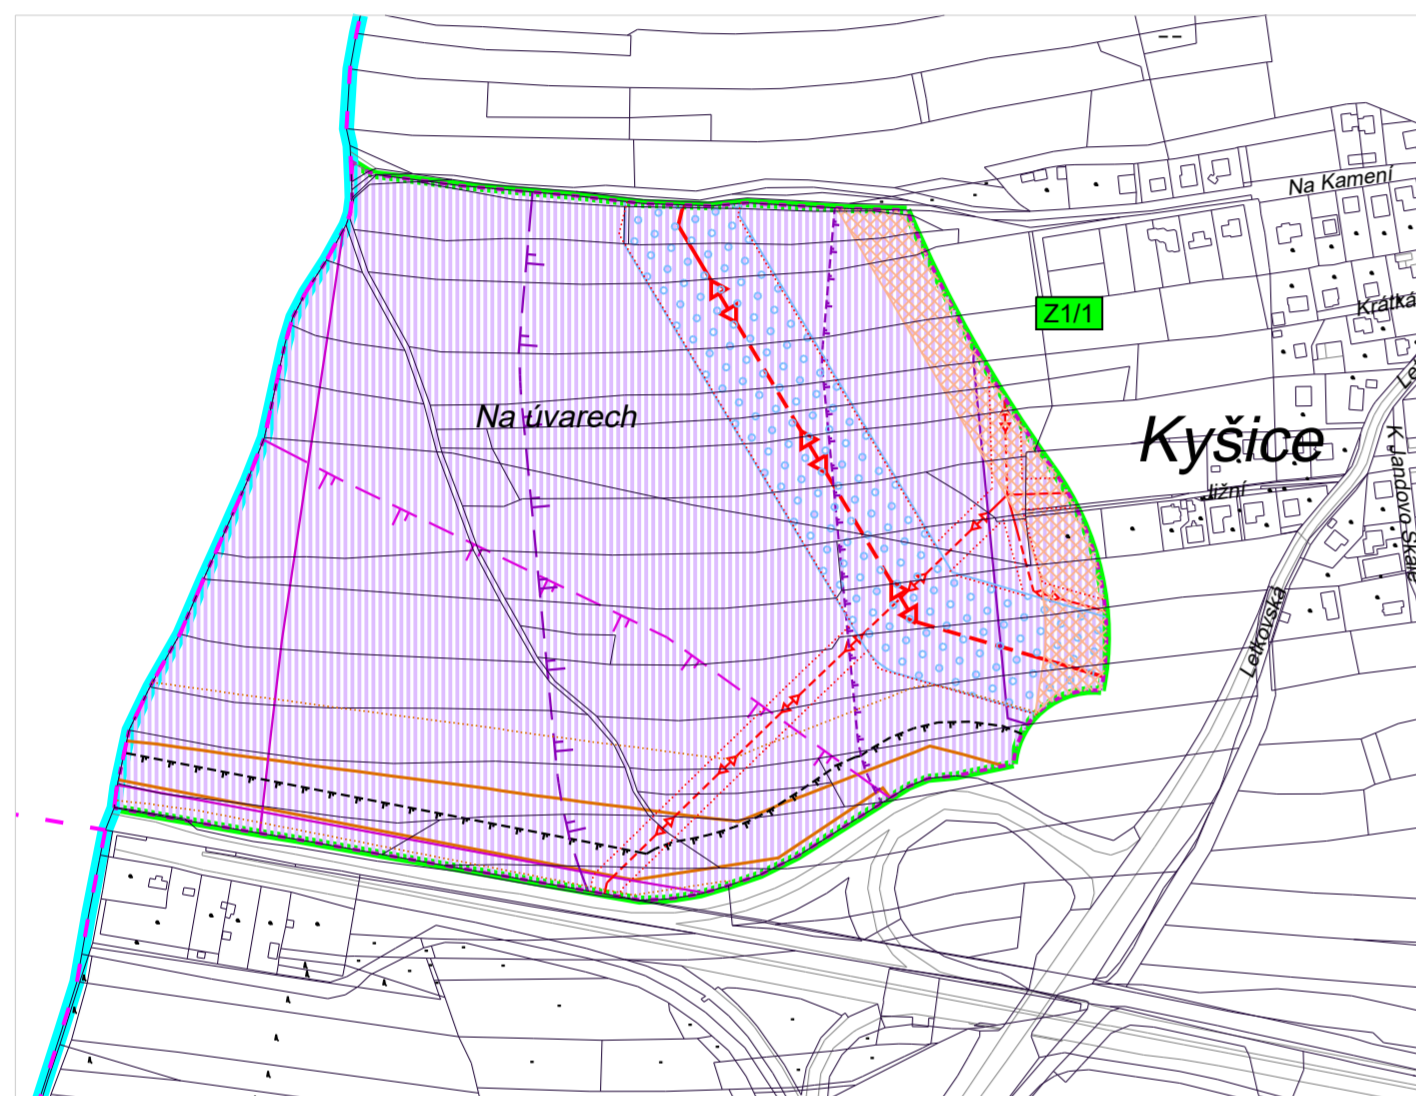 Na Kamení
Z1/1
Krátká
Na úvarech
Kyšice
Jižní
K Jandovo Skále
Letkovská